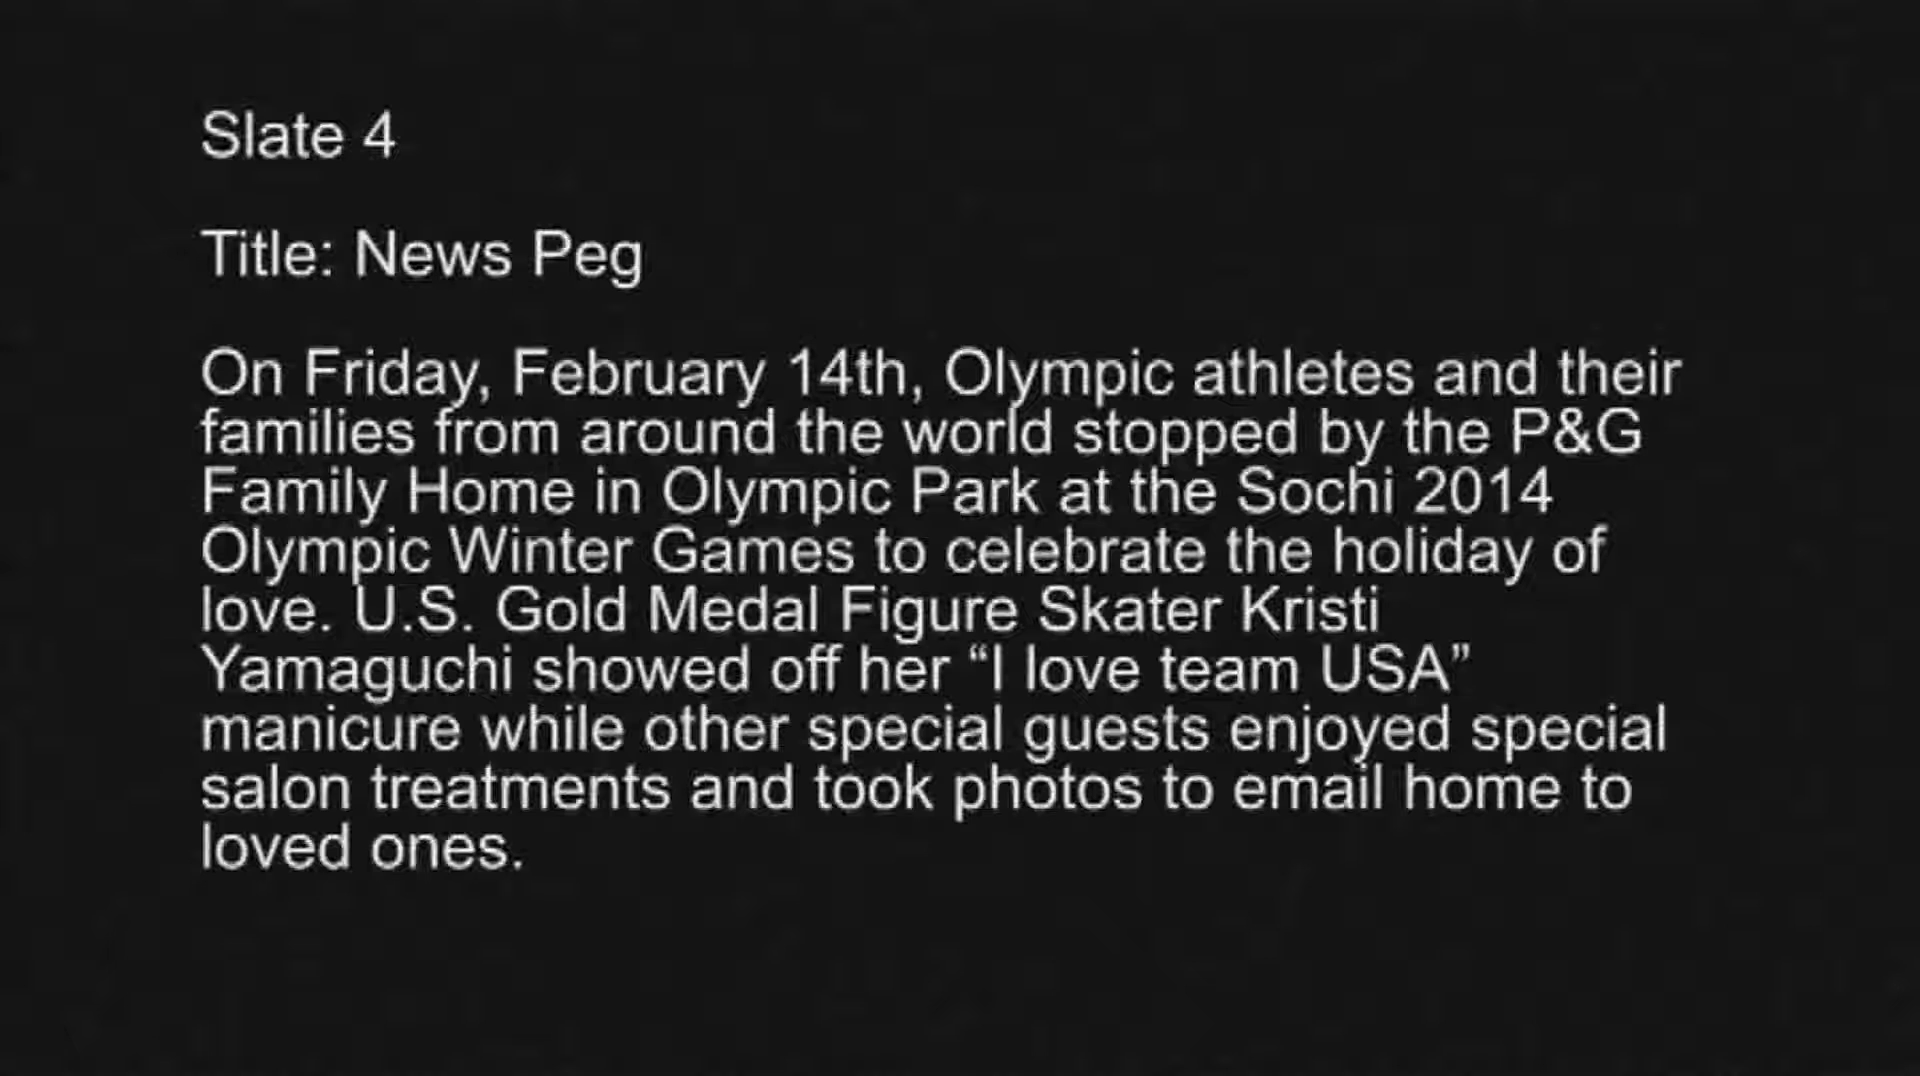 Slate 4
Title: News Peg
On Friday, February 14th, Olympic athletes and their
families from around the world stopped by the P&G
Family Home in Olympic Park at the Sochi 2014
Olympic Winter Games to celebrate the holiday of
love. U.S. Gold Medal Figure Skater Kristi
Yamaguchi showed off her “I love team USA”
manicure while other special guests enjoyed special
salon treatments and took photos to email home to
loved ones.